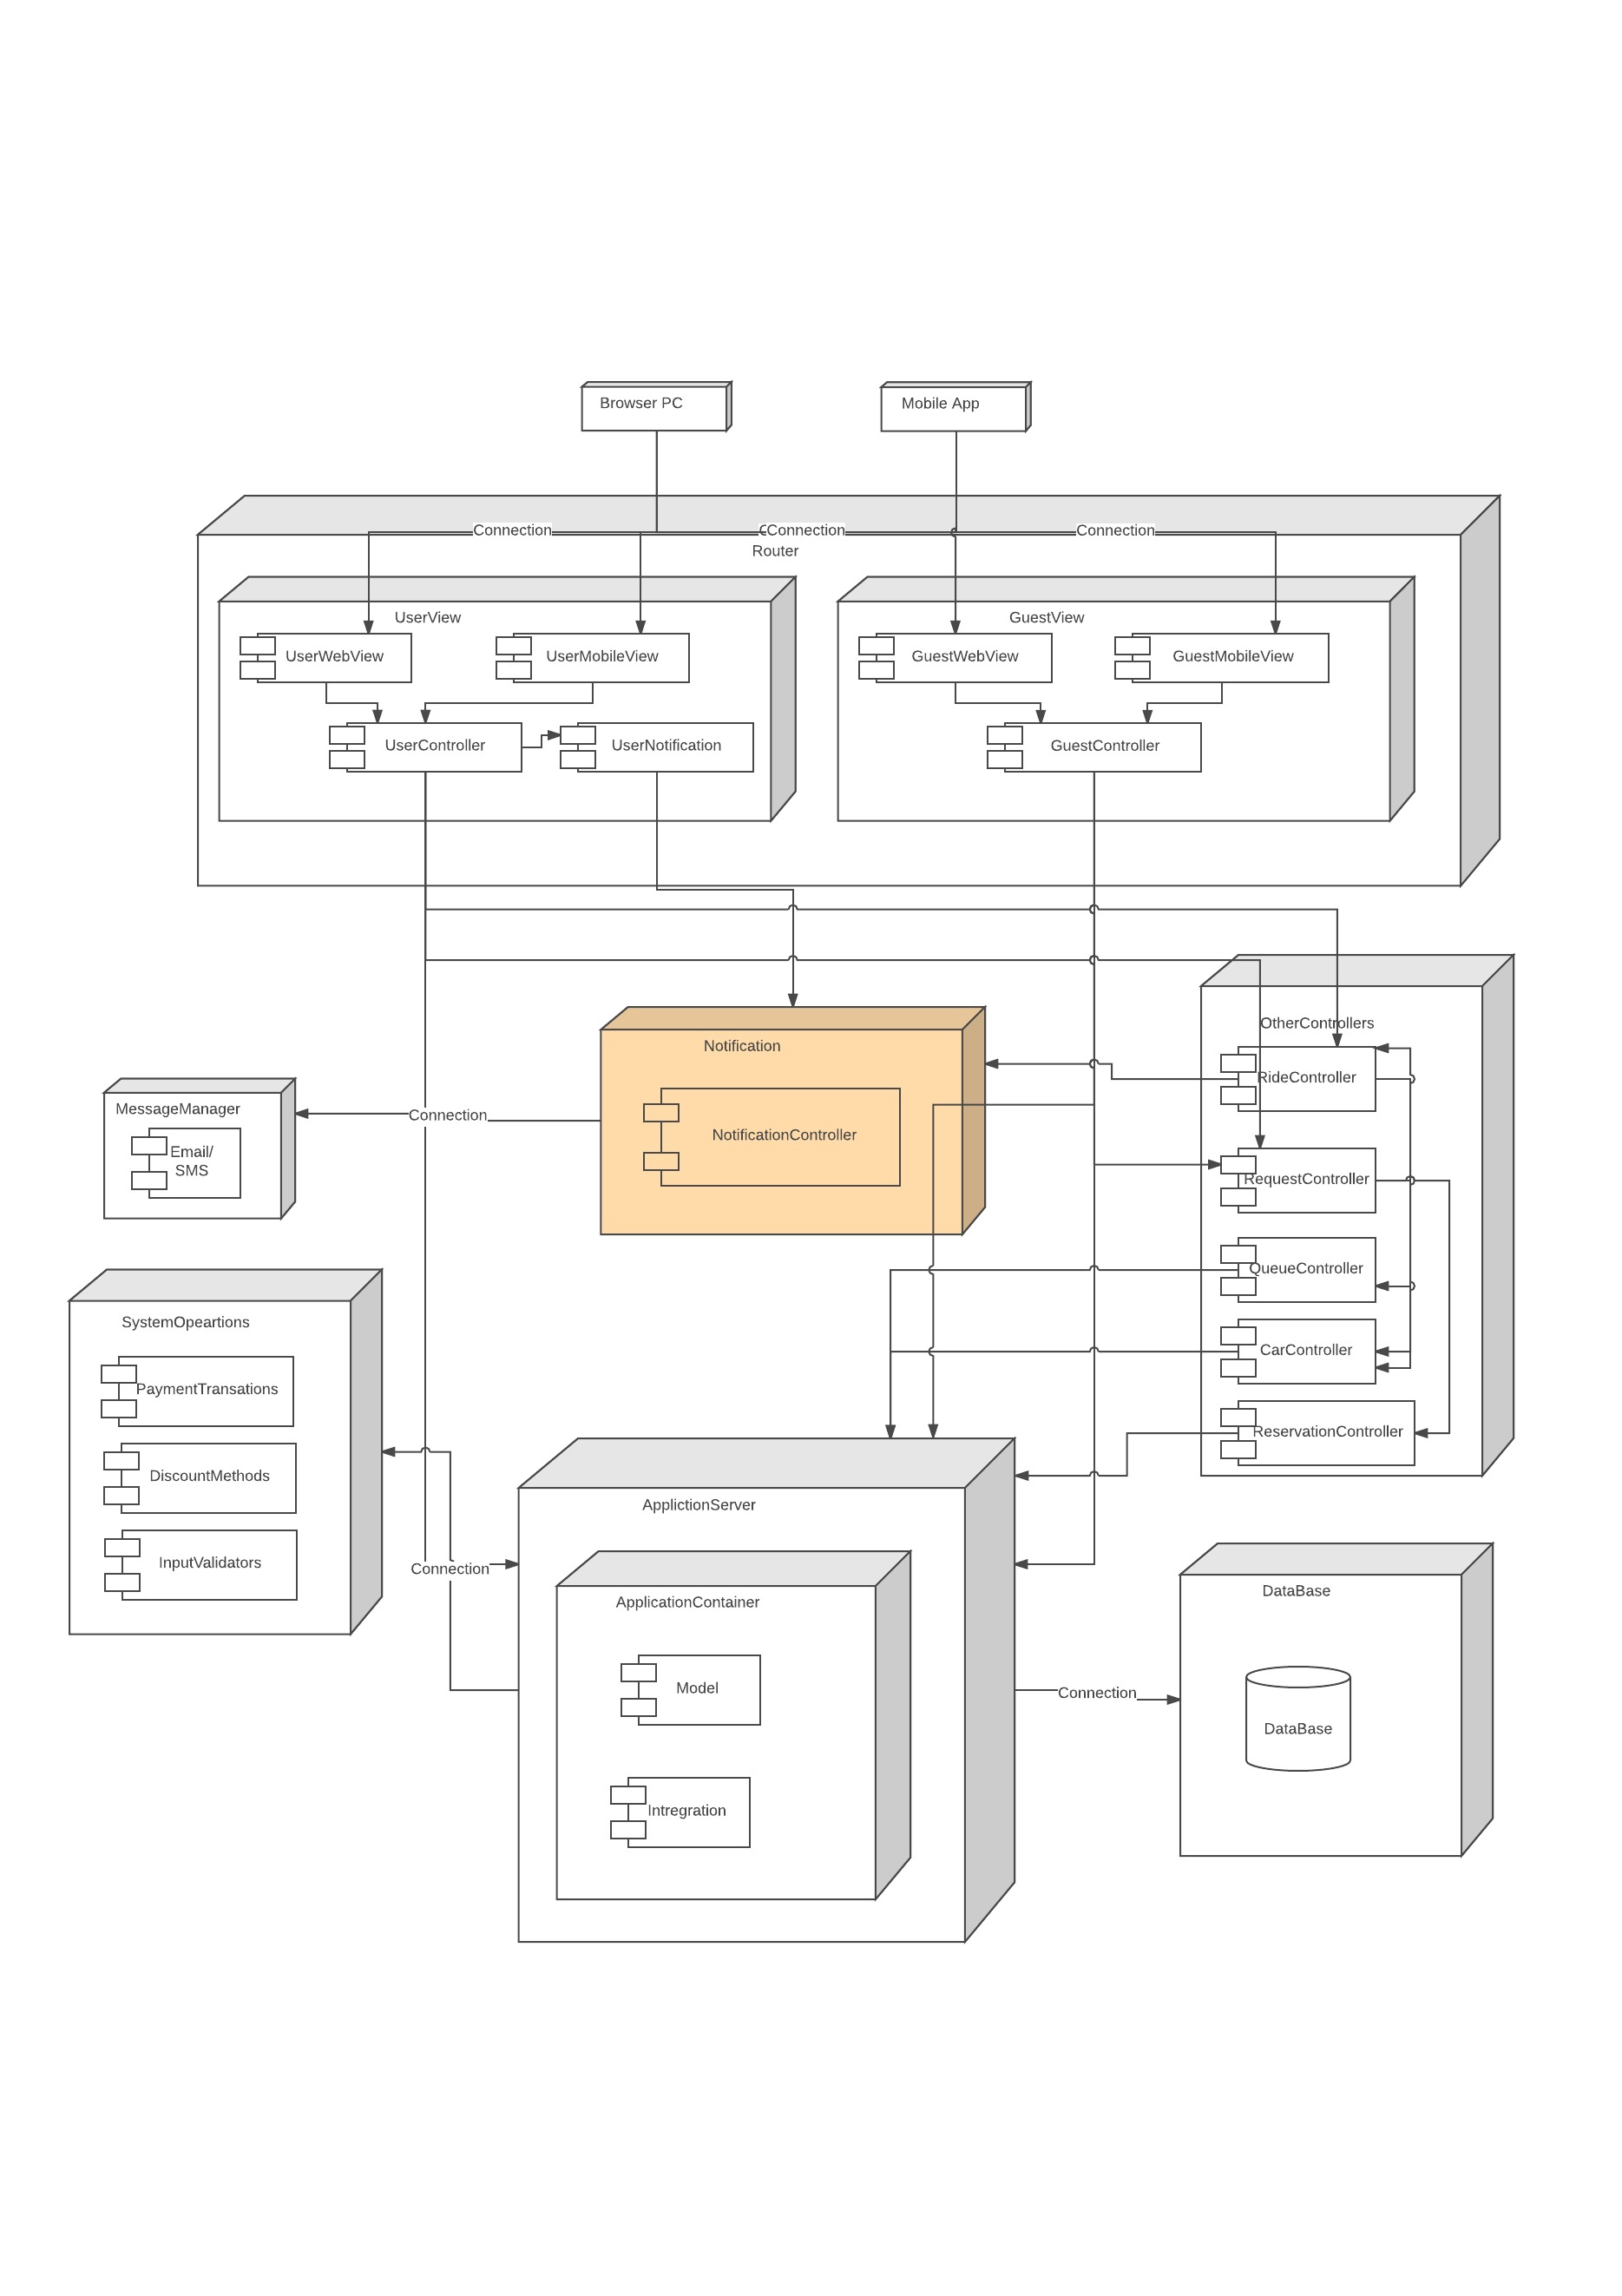 Browser PC
Mobile App
Connection
Connection
Connection
Router
UserView
GuestView
UserWebView
UserMobileView
GuestWebView
GuestMobileView
UserController
UserNotification
GuestController
OtherControllers
Notification
RideController
MessageManager
Connection
NotificationController
Email/
SMS
RequestController
QueueController
SystemOpeartions
CarController
PaymentTransations
ReservationController
DiscountMethods
ApplictionServer
InputValidators
Connection
ApplicationContainer
DataBase
Model
Connection
DataBase
Intregration